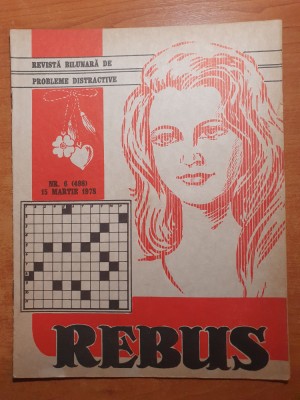 REVISTĂ BILUNARĂ DE
PROBLEME DISTRACTIVE
NR. 6 (498)
15 MARTIE 1978
REBUS